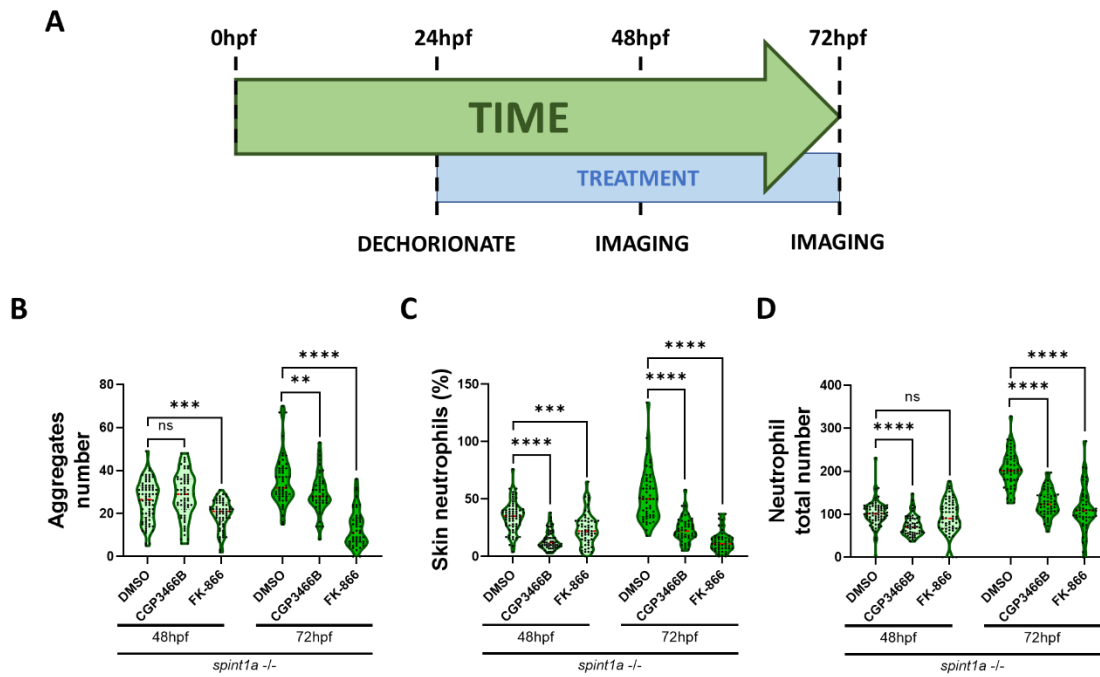 A
0hpf 24hpf 48hpf 72hpf
TIME
TREATMENT
DECHORIONATE IMAGING IMAGING
B
Aggregates
number
80
60
40
20
0
ns
***
**
****
DMSO
CGP3466B
FK-866
DMSO
CGP3466B
FK-866
48hpf 72hpf
spint1a -/-
C
Skin neutrophils (%)
150
100
50
0
****
***
****
****
DMSO
CGP3466B
FK-866
DMSO
CGP3466B
FK-866
48hpf 72hpf
spint1a -/-
D
Neutrophil
total number
400
300
200
100
0
****
ns
****
****
DMSO
CGP3466B
FK-866
DMSO
CGP3466B
FK-866
48hpf 72hpf
spint1a -/-